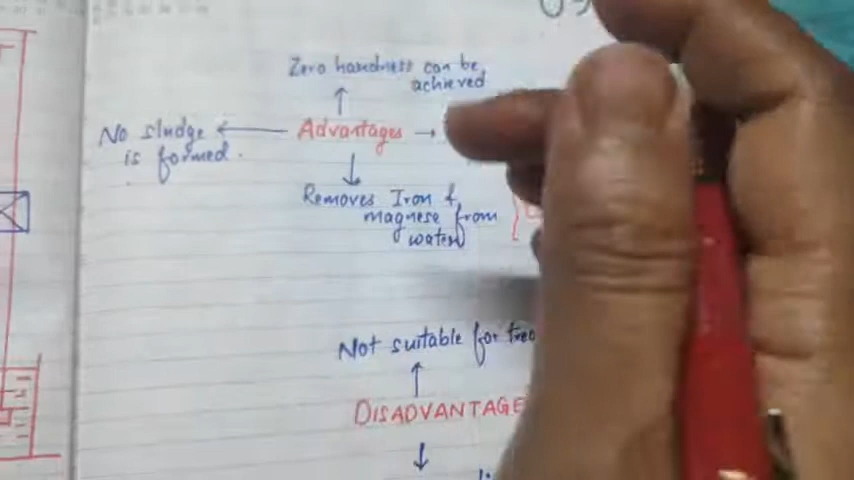 Zero hardness can be
achieved
No sludge
is formed.
Advantages
Removes Iron &
magnese from
water
Not suitable for
DISADVANTAGE